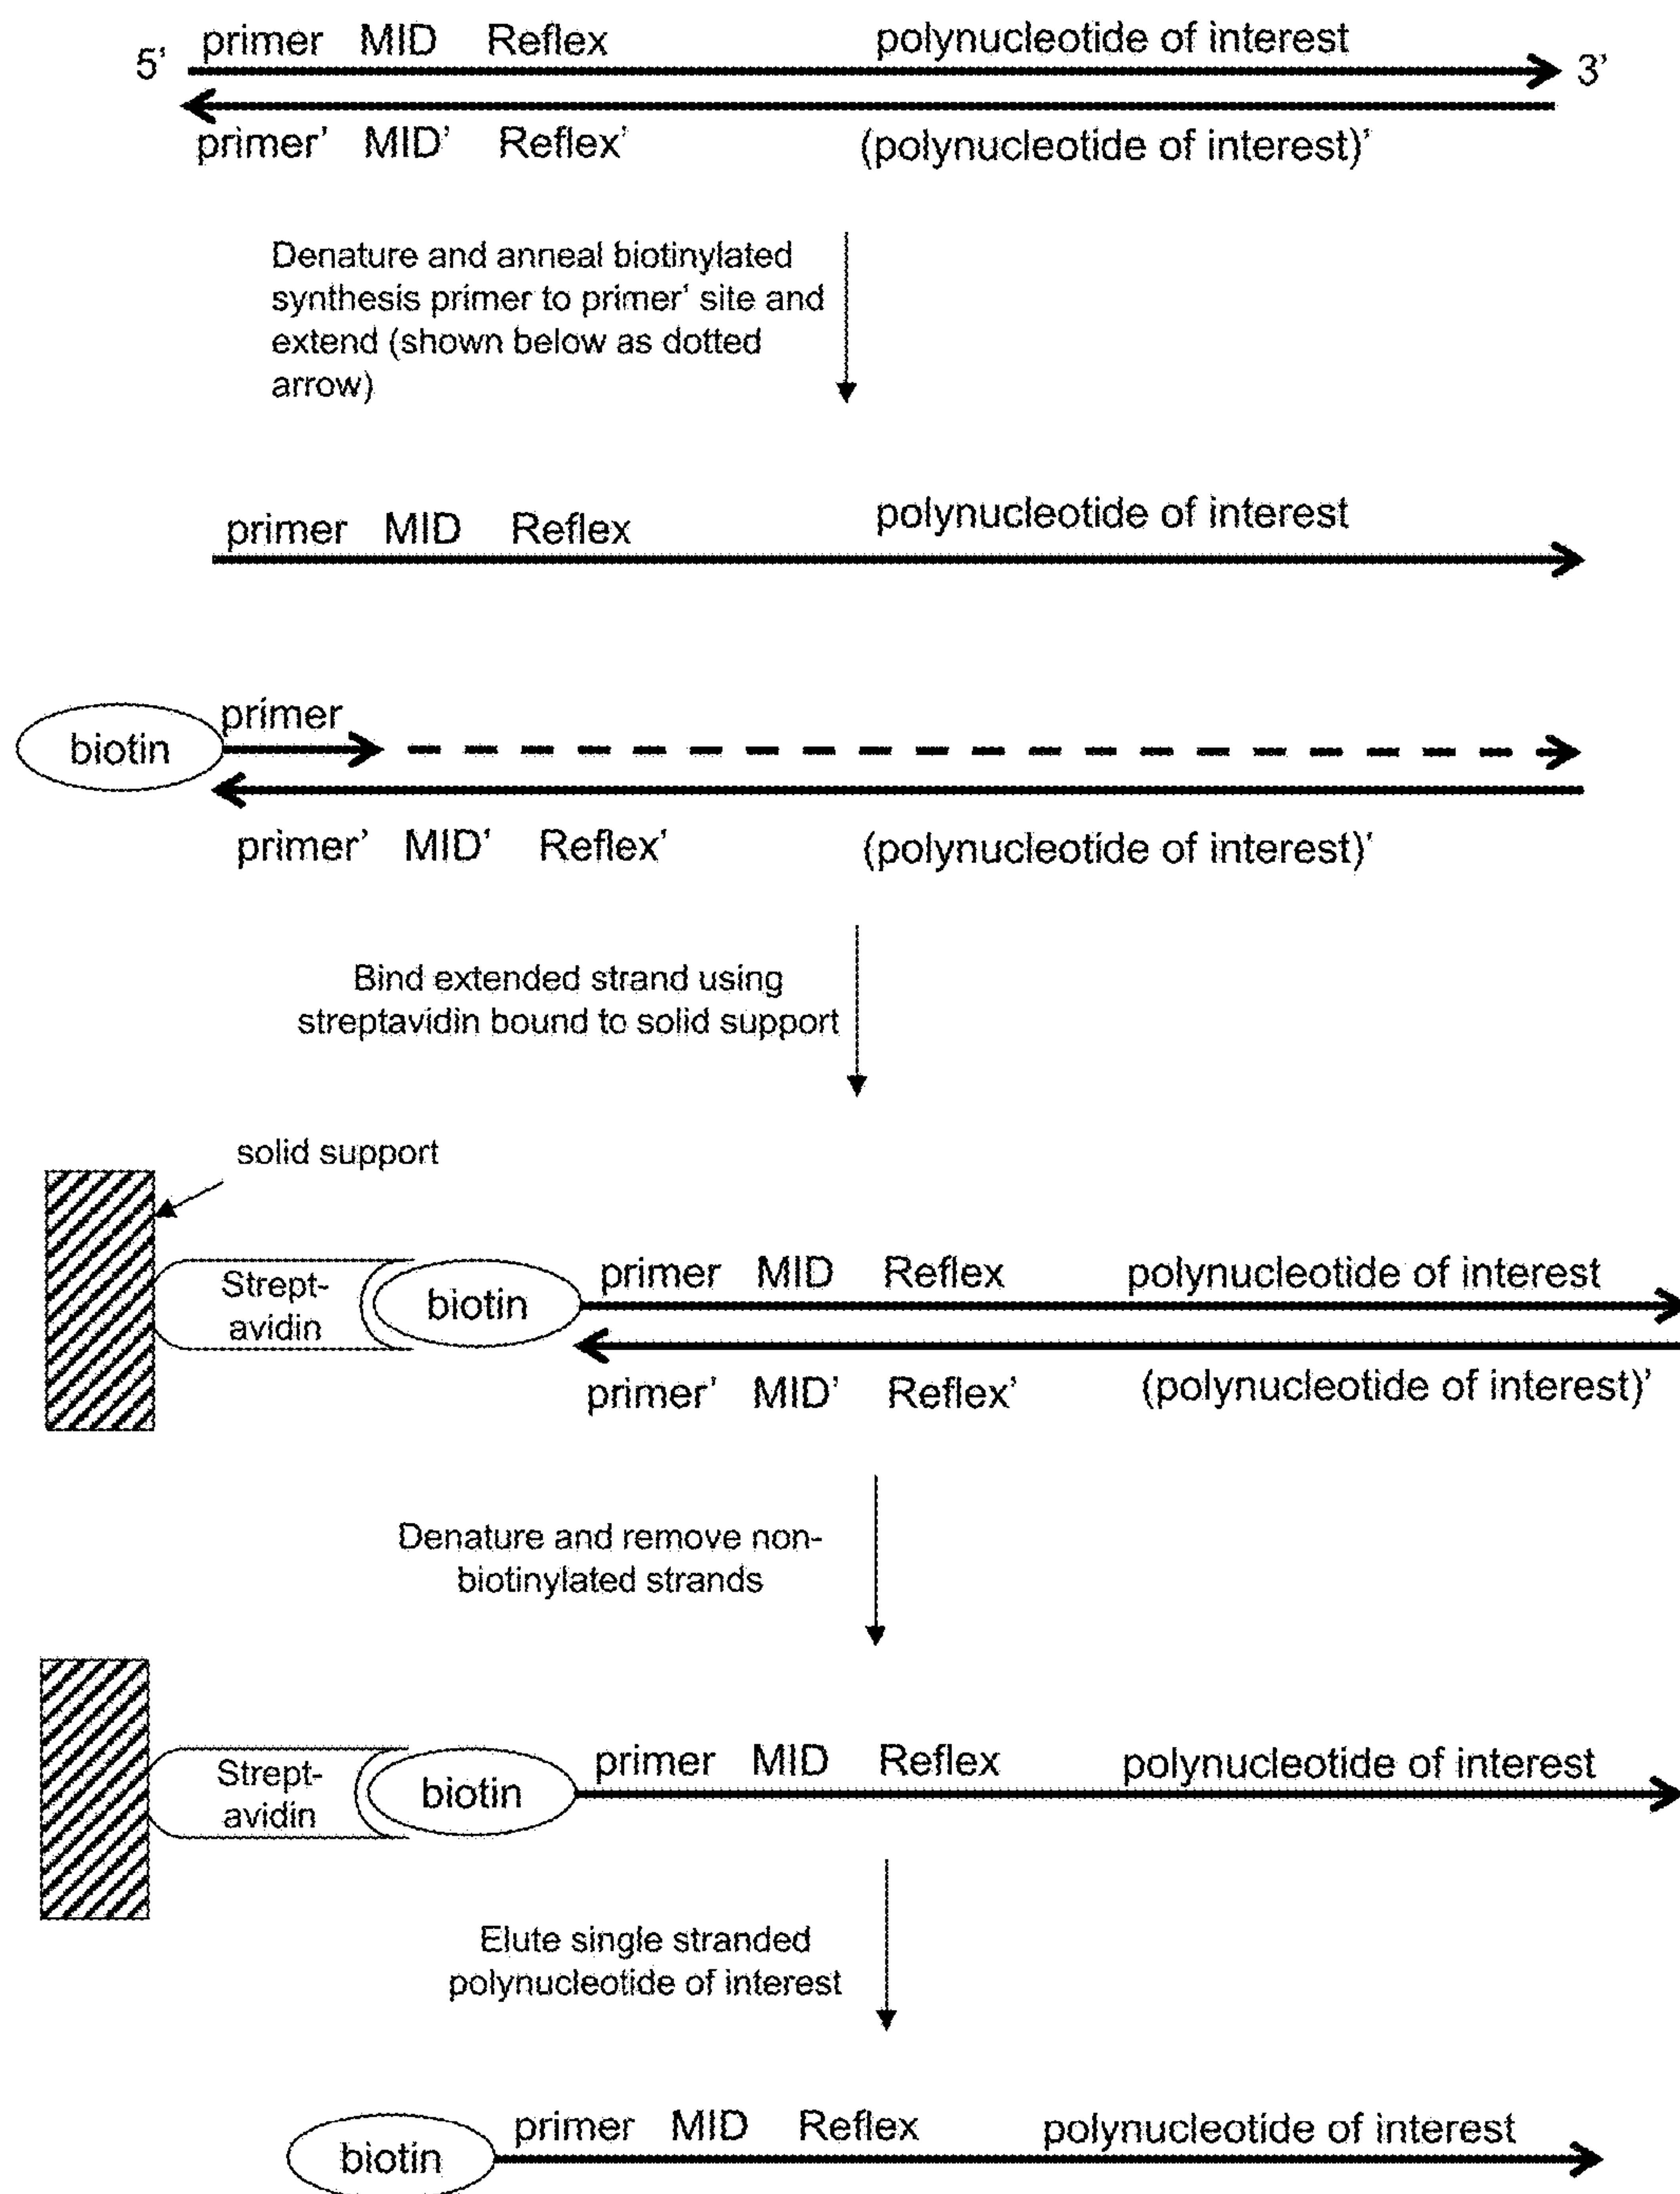 primer MID Reflex polynucleotide of interest
5' 3'
primer' MID' Reflex' (polynucleotide of interest)'
Denature and anneal biotinylated
synthesis primer to primer' site and
extend (shown below as dotted
arrow)
primer MID Reflex polynucleotide of interest
primer
biotin
primer' MID' Reflex' (polynucleotide of interest)'
Bind extended strand using
streptavidin bound to solid support
solid support
primer MID Reflex polynucleotide of interest
Strept-
avidin
biotin
primer' MID' Reflex' (polynucleotide of interest)'
Denature and remove non-
biotinylated strands
primer MID Reflex polynucleotide of interest
Strept-
avidin
biotin
Elute single stranded
polynucleotide of interest
primer MID Reflex polynucleotide of interest
biotin